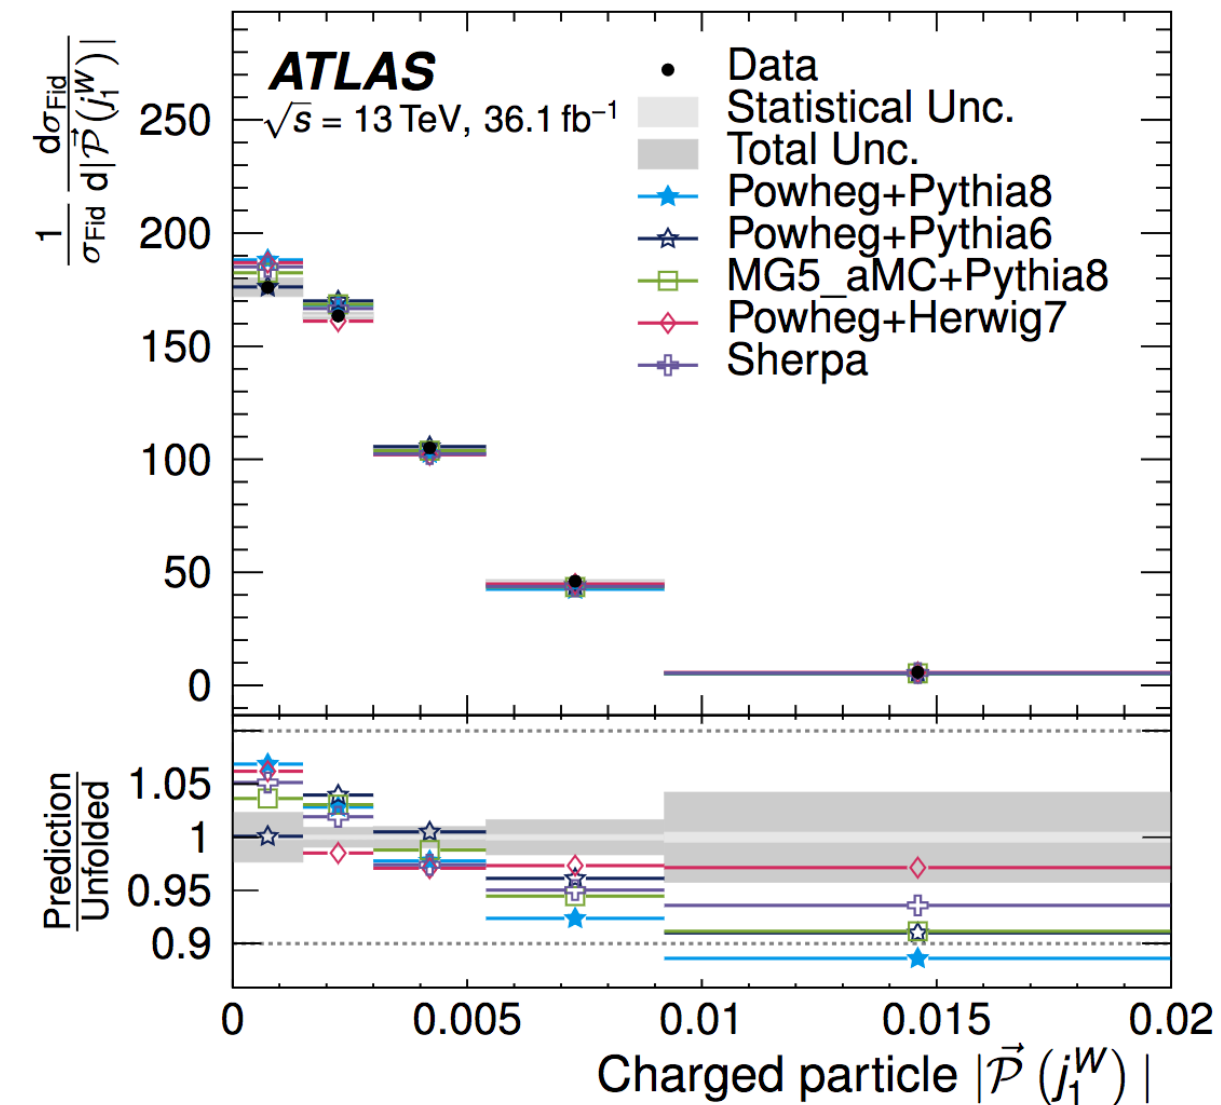 ATLAS
√s = 13 TeV, 36.1 fb⁻¹
Data
Statistical Unc.
Total Unc.
Powheg+Pythia8
Powheg+Pythia6
MG5_aMC+Pythia8
Powheg+Herwig7
Sherpa
1/σ_Fid dσ_Fid/d|𝒫⃗(j₁ᵂ)|
250
200
150
100
50
0
Prediction
Unfolded
1.05
1
0.95
0.9
0 0.005 0.01 0.015 0.02
Charged particle |𝒫⃗(j₁ᵂ)|